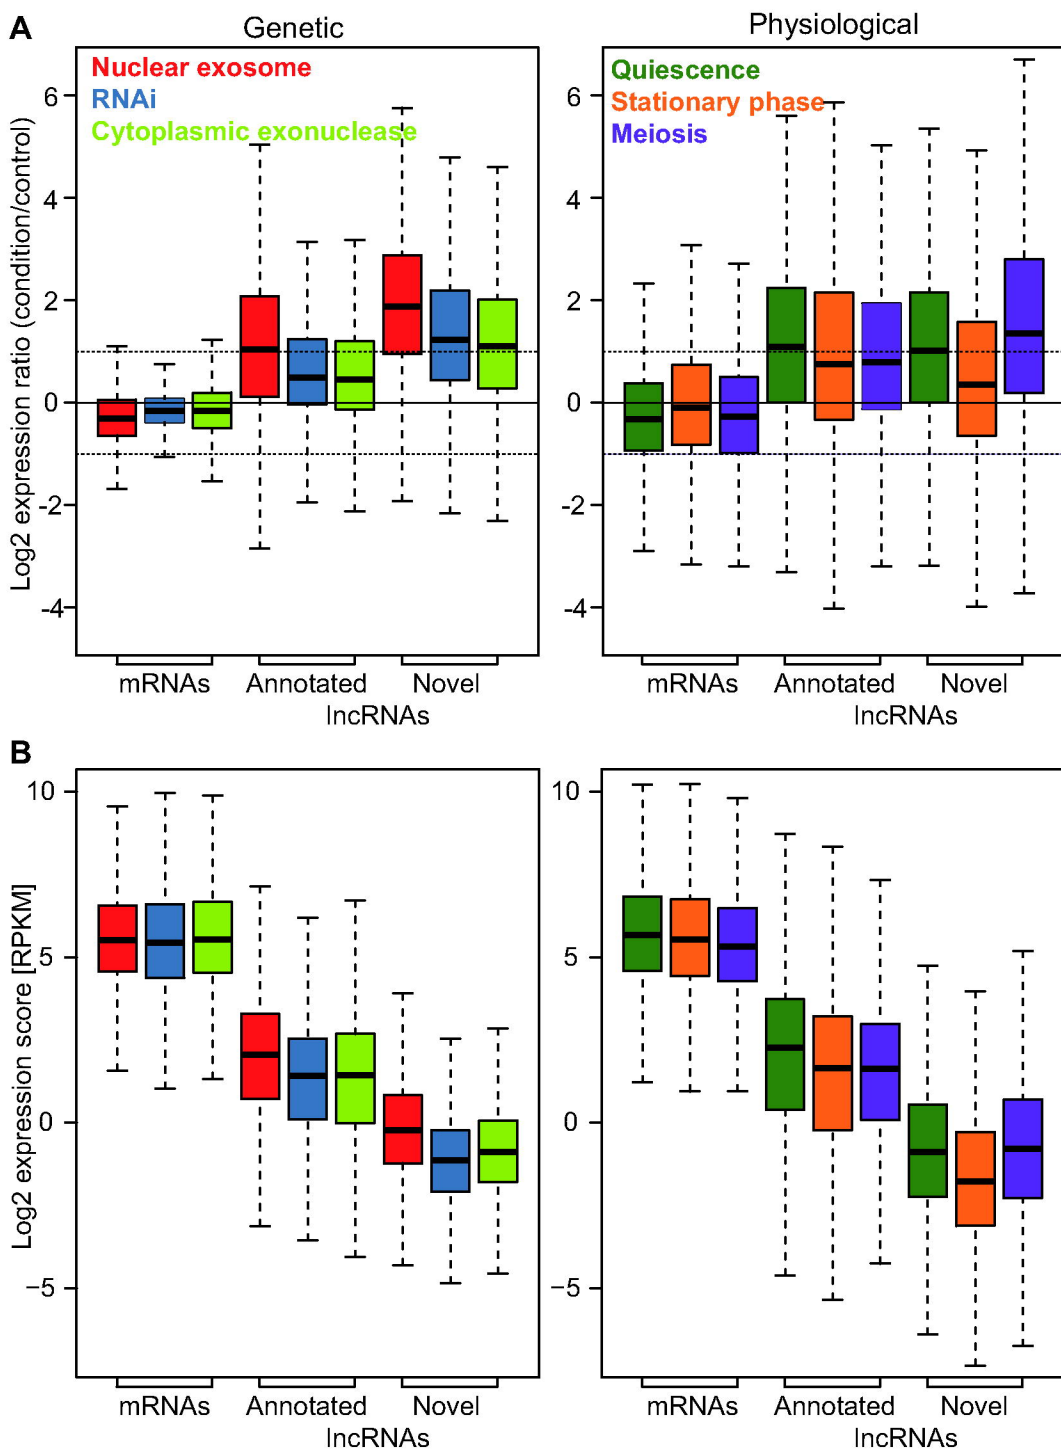 A
Genetic
Physiological
Nuclear exosome
RNAi
Cytoplasmic exonuclease
Quiescence
Stationary phase
Meiosis
Log2 expression ratio (condition/control)
6
4
2
0
-2
-4
6
4
2
0
-2
-4
mRNAs Annotated Novel
lncRNAs
mRNAs Annotated Novel
lncRNAs
B
Log2 expression score [RPKM]
10
5
0
−5
10
5
0
−5
mRNAs Annotated Novel
lncRNAs
mRNAs Annotated Novel
lncRNAs